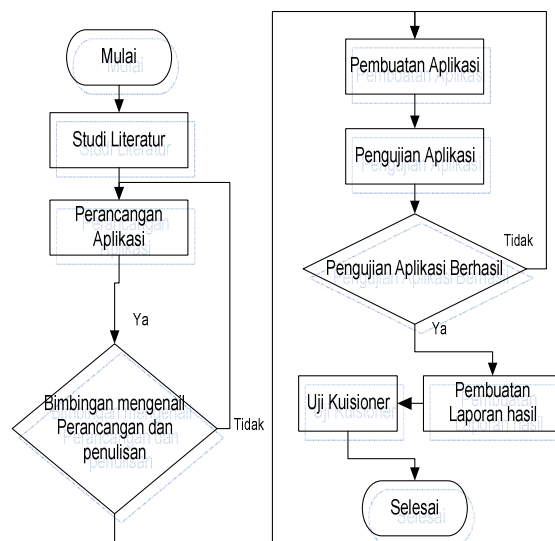 Mulai
Studi Literatur
Perancangan
Aplikasi
Ya
Bimbingan mengenail
Perancangan dan
penulisan
Tidak
Pembuatan Aplikasi
Pengujian Aplikasi
Tidak
Pengujian Aplikasi Berhasil
Ya
Pembuatan
Laporan hasil
Uji Kuisioner
Selesai